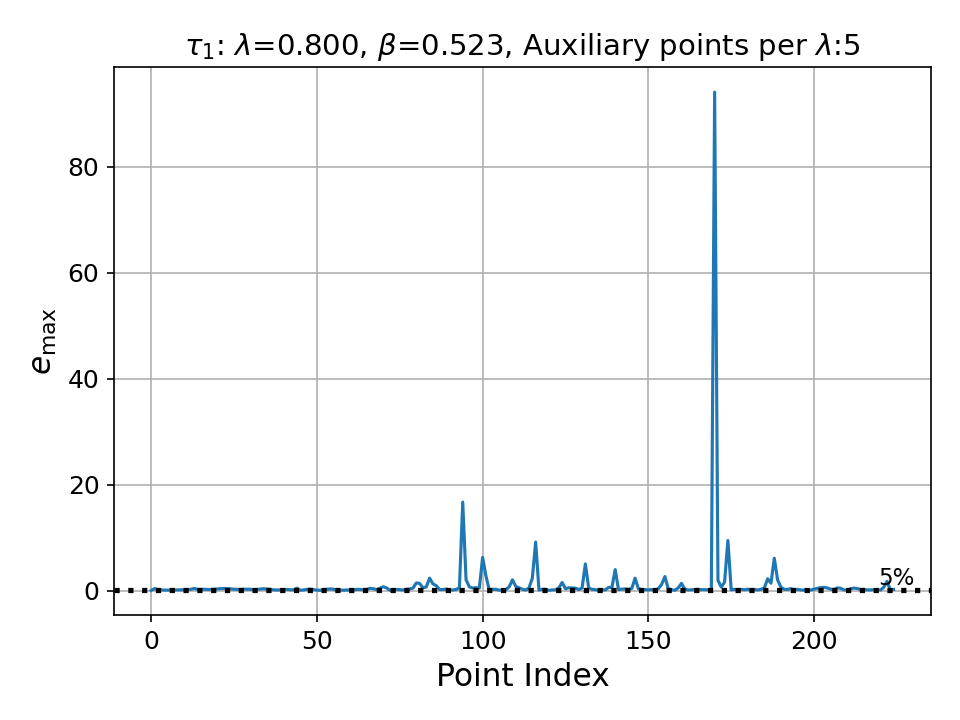 τ₁: λ=0.800, β=0.523, Auxiliary points per λ:5
80
60
40
20
0
e_max
5%
0 50 100 150 200
Point Index